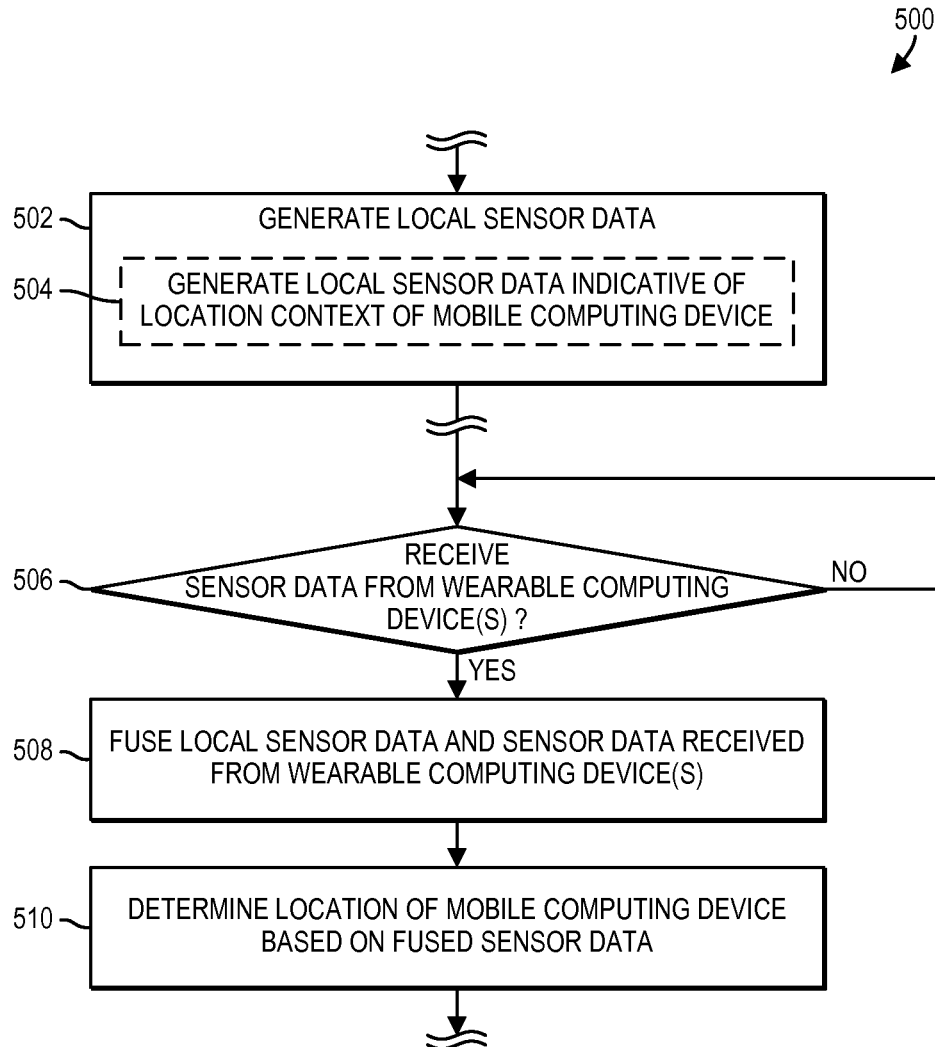 500
502
GENERATE LOCAL SENSOR DATA
504
GENERATE LOCAL SENSOR DATA INDICATIVE OF
LOCATION CONTEXT OF MOBILE COMPUTING DEVICE
506
RECEIVE
SENSOR DATA FROM WEARABLE COMPUTING
DEVICE(S) ?
NO
YES
508
FUSE LOCAL SENSOR DATA AND SENSOR DATA RECEIVED
FROM WEARABLE COMPUTING DEVICE(S)
510
DETERMINE LOCATION OF MOBILE COMPUTING DEVICE
BASED ON FUSED SENSOR DATA